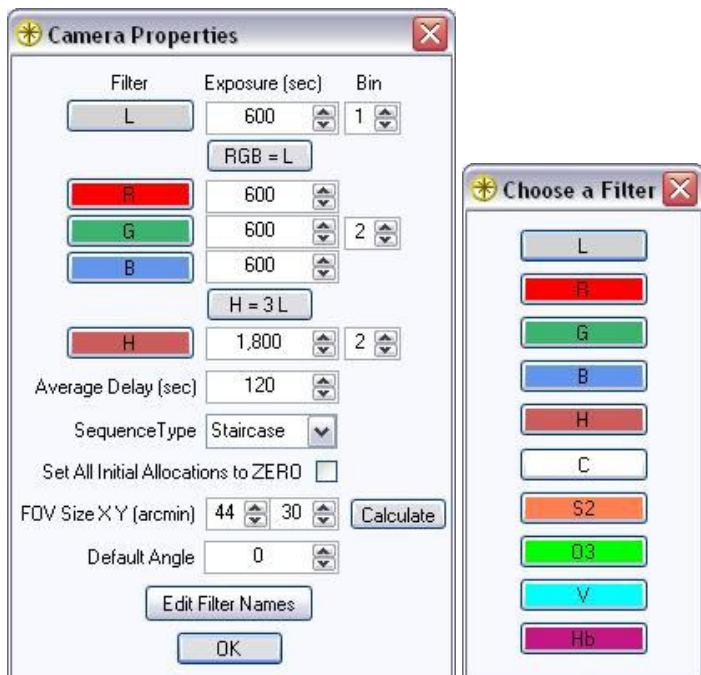 Camera Properties
Filter Exposure (sec) Bin
L 600 1
RGB = L
R 600
G 600 2
B 600
H = 3 L
H 1,800 2
Average Delay (sec) 120
SequenceType Staircase
Set All Initial Allocations to ZERO
FOV Size X Y (arcmin) 44 30 Calculate
Default Angle 0
Edit Filter Names
OK
Choose a Filter
L
R
G
B
H
C
S2
O3
V
Hb